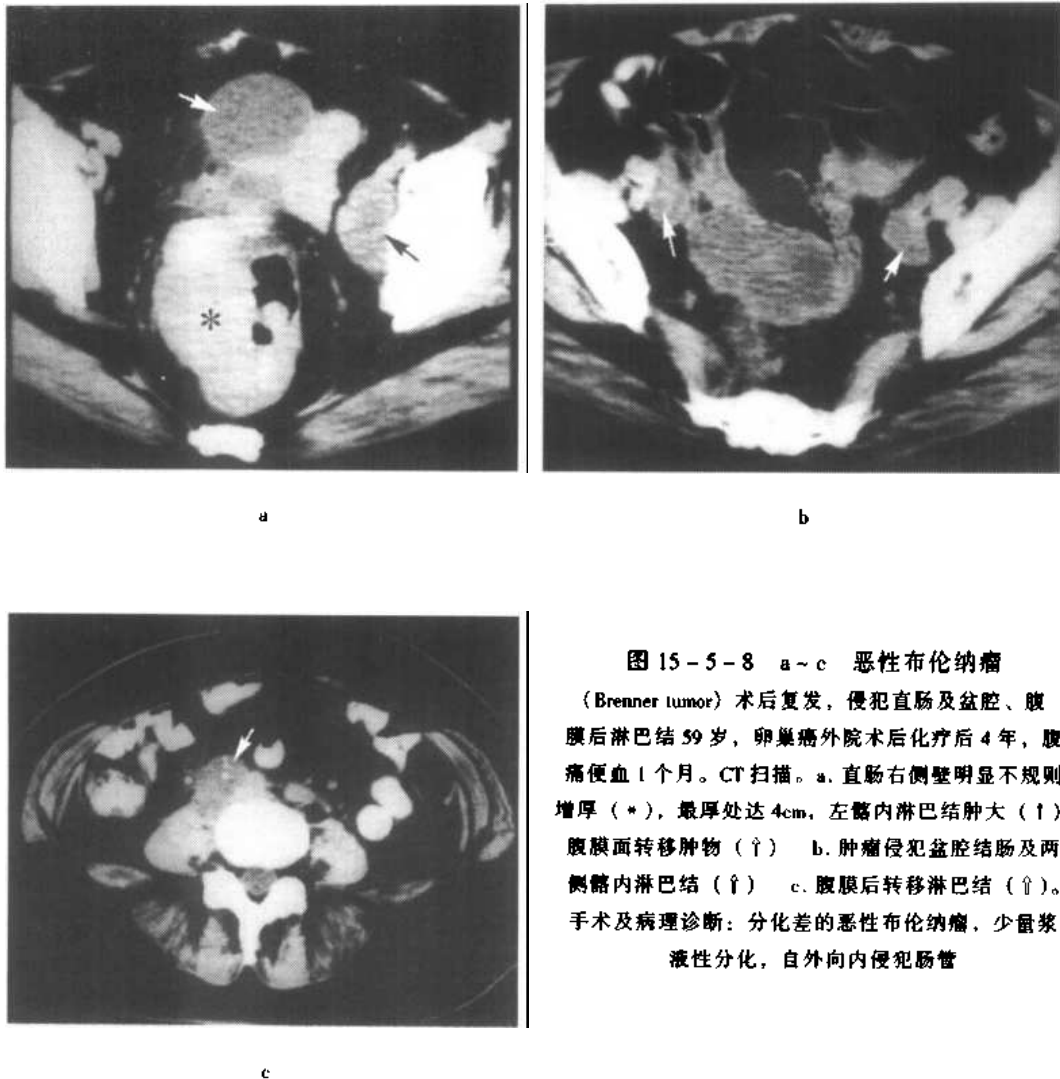 a
b
图 15-5-8 a~c 恶性布伦纳瘤
(Brenner tumor) 术后复发，侵犯直肠及盆腔、腹
膜后淋巴结 59 岁，卵巢癌外院术后化疗后 4 年，腹
痛便血 1 个月。CT 扫描。a. 直肠右侧壁明显不规则
增厚（*），最厚处达 4cm，左髂内淋巴结肿大（↑）
腹膜面转移肿物（⇧） b. 肿瘤侵犯盆腔结肠及两
侧髂内淋巴结（⇧） c. 腹膜后转移淋巴结（⇧）。
手术及病理诊断：分化差的恶性布伦纳瘤，少量浆
液性分化，自外向内侵犯肠管
c